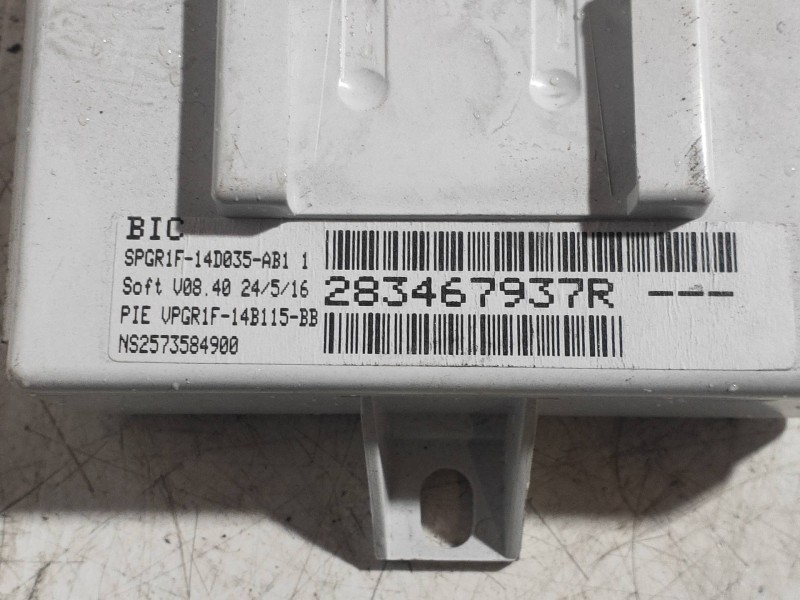 BIC
SPGR1F-14D035-AB1 1
Soft V08.40 24/5/16
283467937R ---
PIE VPGR1F-14B115-BB
NS2573584900